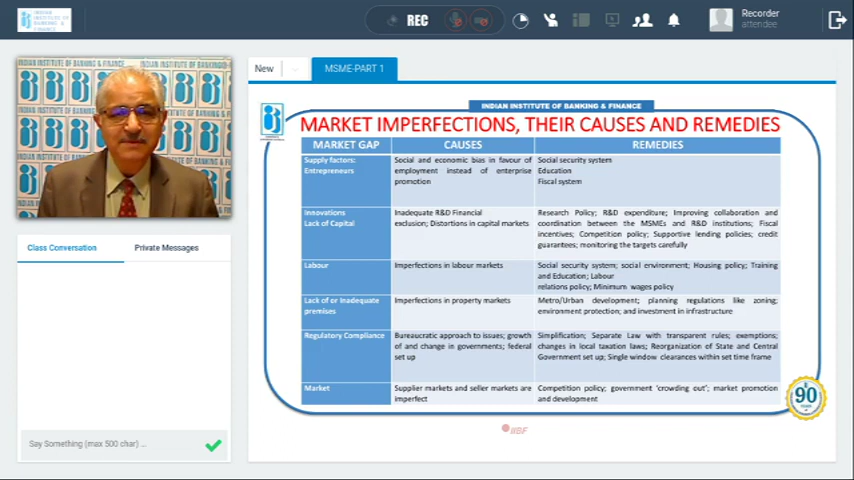 INDIAN
INSTITUTE OF
BANKING &
FINANCE
REC
Recorder
attendee
New
MSME-PART 1
INDIAN INSTITUTE OF BANKING & FINANCE
MARKET IMPERFECTIONS, THEIR CAUSES AND REMEDIES
MARKET GAP CAUSES REMEDIES
Supply factors: Social and economic bias in favour of Social security system
Entrepreneurs employment instead of enterprise Education
promotion Fiscal system
Innovations Inadequate R&D Financial Research Policy; R&D expenditure; Improving collaboration and
Lack of Capital exclusion; Distortions in capital markets coordination between the MSMEs and R&D institutions; Fiscal
incentives; Competition policy; Supportive lending policies; credit
guarantees; monitoring the targets carefully
Labour Imperfections in labour markets Social security system; social environment; Housing policy; Training
and Education; Labour
relations policy; Minimum wages policy
Lack of or Inadequate Imperfections in property markets Metro/Urban development; planning regulations like zoning;
premises environment protection; and investment in infrastructure
Regulatory Compliance Bureaucratic approach to issues; growth Simplification; Separate Law with transparent rules; exemptions;
of and change in governments; federal changes in local taxation laws; Reorganization of State and Central
set up Government set up; Single window clearances within set time frame
Market Supplier markets and seller markets are Competition policy; government 'crowding out'; market promotion
imperfect and development
90
YEARS
IIBF
Class Conversation Private Messages
Say Something (max 500 char) ...